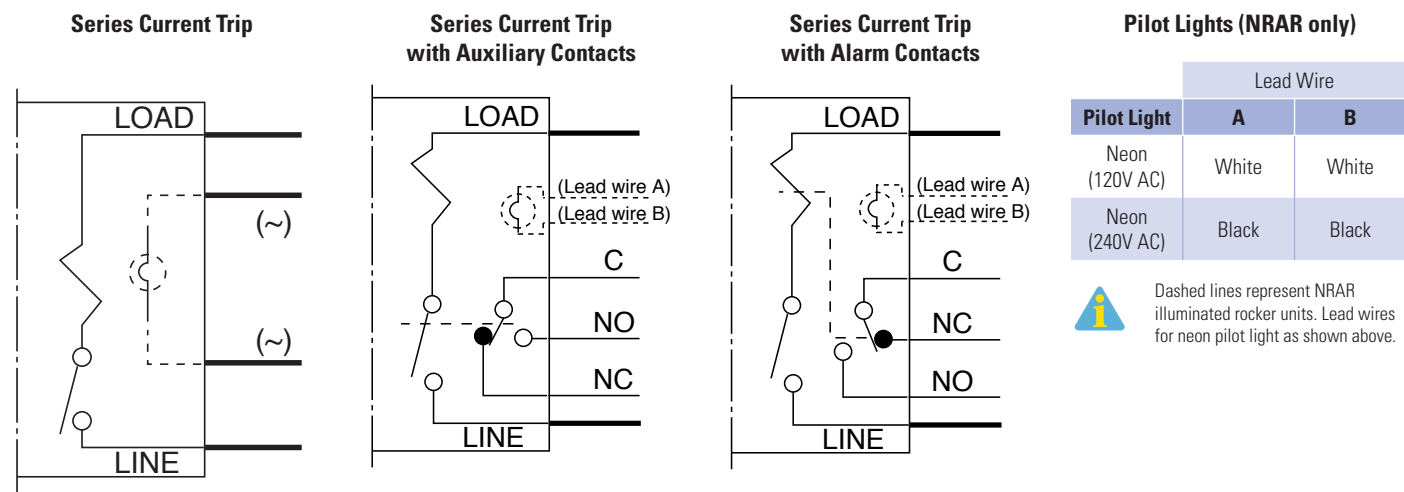 Series Current Trip
LOAD
(~)
(~)
LINE
Series Current Trip
with Auxiliary Contacts
LOAD
(Lead wire A)
(Lead wire B)
C
NO
NC
LINE
Series Current Trip
with Alarm Contacts
LOAD
(Lead wire A)
(Lead wire B)
C
NC
NO
LINE
Pilot Lights (NRAR only)
Lead Wire
Pilot Light A B
Neon
(120V AC) White White
Neon
(240V AC) Black Black
i
Dashed lines represent NRAR
illuminated rocker units. Lead wires
for neon pilot light as shown above.